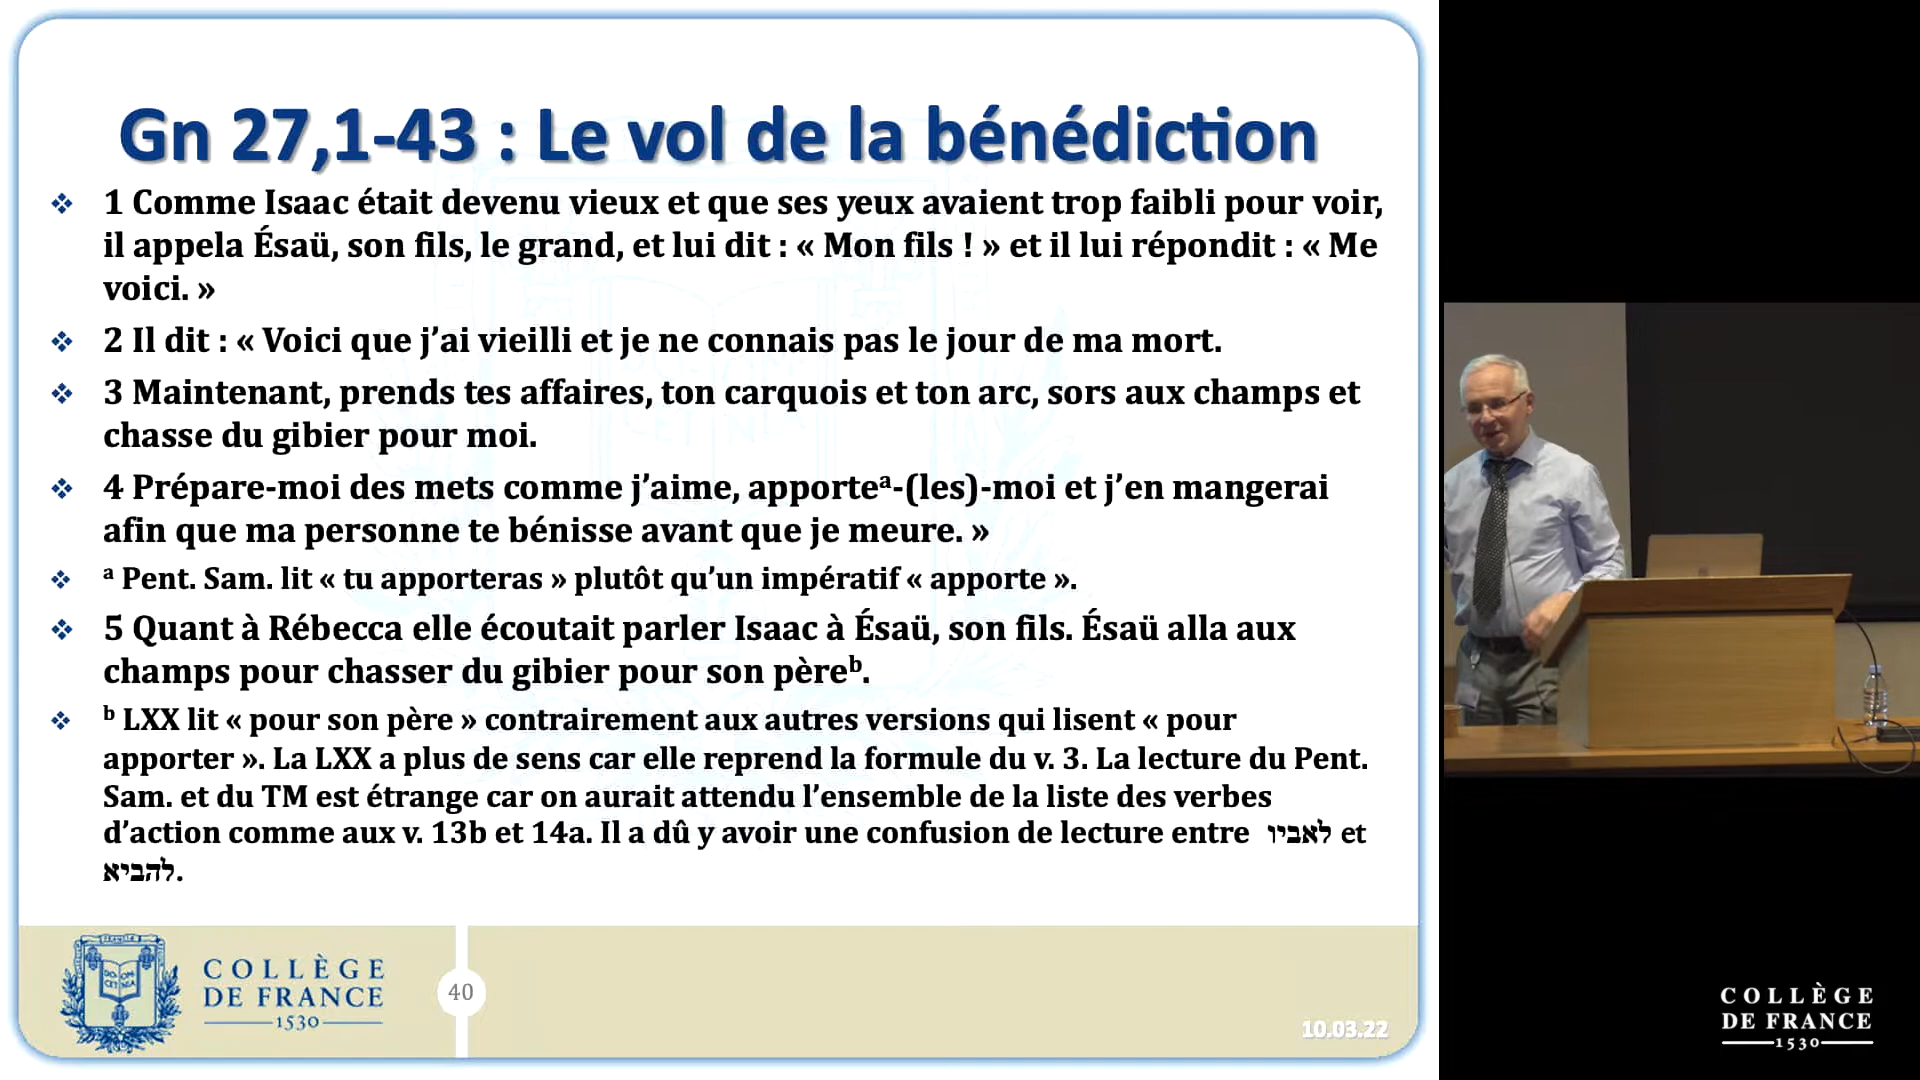 Gn 27,1-43 : Le vol de la bénédiction
❖ 1 Comme Isaac était devenu vieux et que ses yeux avaient trop faibli pour voir,
il appela Ésaü, son fils, le grand, et lui dit : « Mon fils ! » et il lui répondit : « Me
voici. »
❖ 2 Il dit : « Voici que j’ai vieilli et je ne connais pas le jour de ma mort.
❖ 3 Maintenant, prends tes affaires, ton carquois et ton arc, sors aux champs et
chasse du gibier pour moi.
❖ 4 Prépare-moi des mets comme j’aime, apporteᵃ-(les)-moi et j’en mangerai
afin que ma personne te bénisse avant que je meure. »
❖ ᵃ Pent. Sam. lit « tu apporteras » plutôt qu’un impératif « apporte ».
❖ 5 Quant à Rébecca elle écoutait parler Isaac à Ésaü, son fils. Ésaü alla aux
champs pour chasser du gibier pour son pèreᵇ.
❖ ᵇ LXX lit « pour son père » contrairement aux autres versions qui lisent « pour
apporter ». La LXX a plus de sens car elle reprend la formule du v. 3. La lecture du Pent.
Sam. et du TM est étrange car on aurait attendu l’ensemble de la liste des verbes
d’action comme aux v. 13b et 14a. Il a dû y avoir une confusion de lecture entre לאביו et
להביא.
COLLÈGE
DE FRANCE
1530
40
10.03.22
COLLÈGE
DE FRANCE
1530